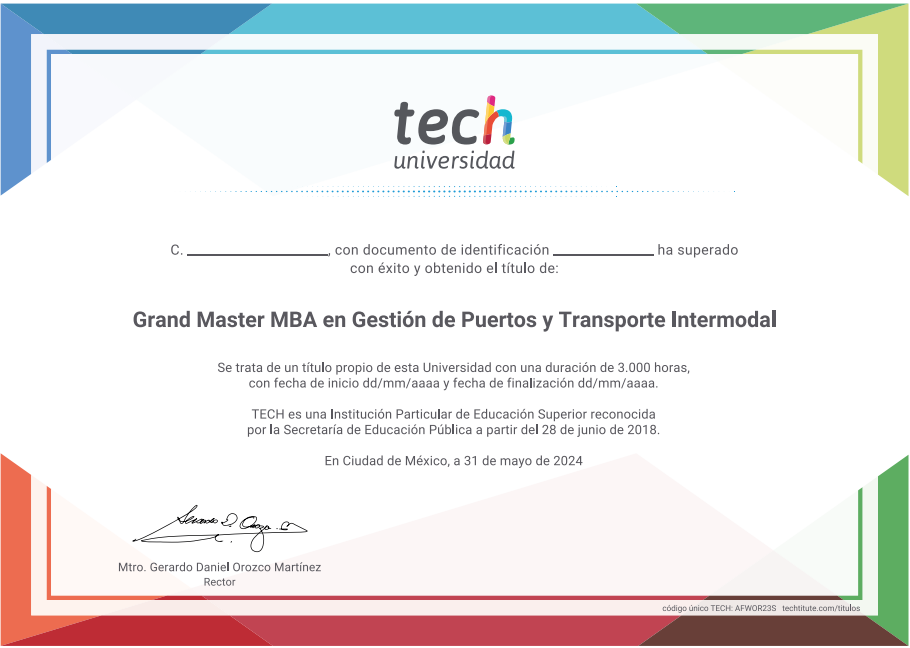 tech
universidad
C. ____________, con documento de identificación ____________ ha superado
con éxito y obtenido el título de:
Grand Master MBA en Gestión de Puertos y Transporte Intermodal
Se trata de un título propio de esta Universidad con una duración de 3.000 horas,
con fecha de inicio dd/mm/aaaa y fecha de finalización dd/mm/aaaa.
TECH es una Institución Particular de Educación Superior reconocida
por la Secretaría de Educación Pública a partir del 28 de junio de 2018.
En Ciudad de México, a 31 de mayo de 2024
Mtro. Gerardo Daniel Orozco Martínez
Rector
código único TECH: AFWOR23S techtitute.com/titulos